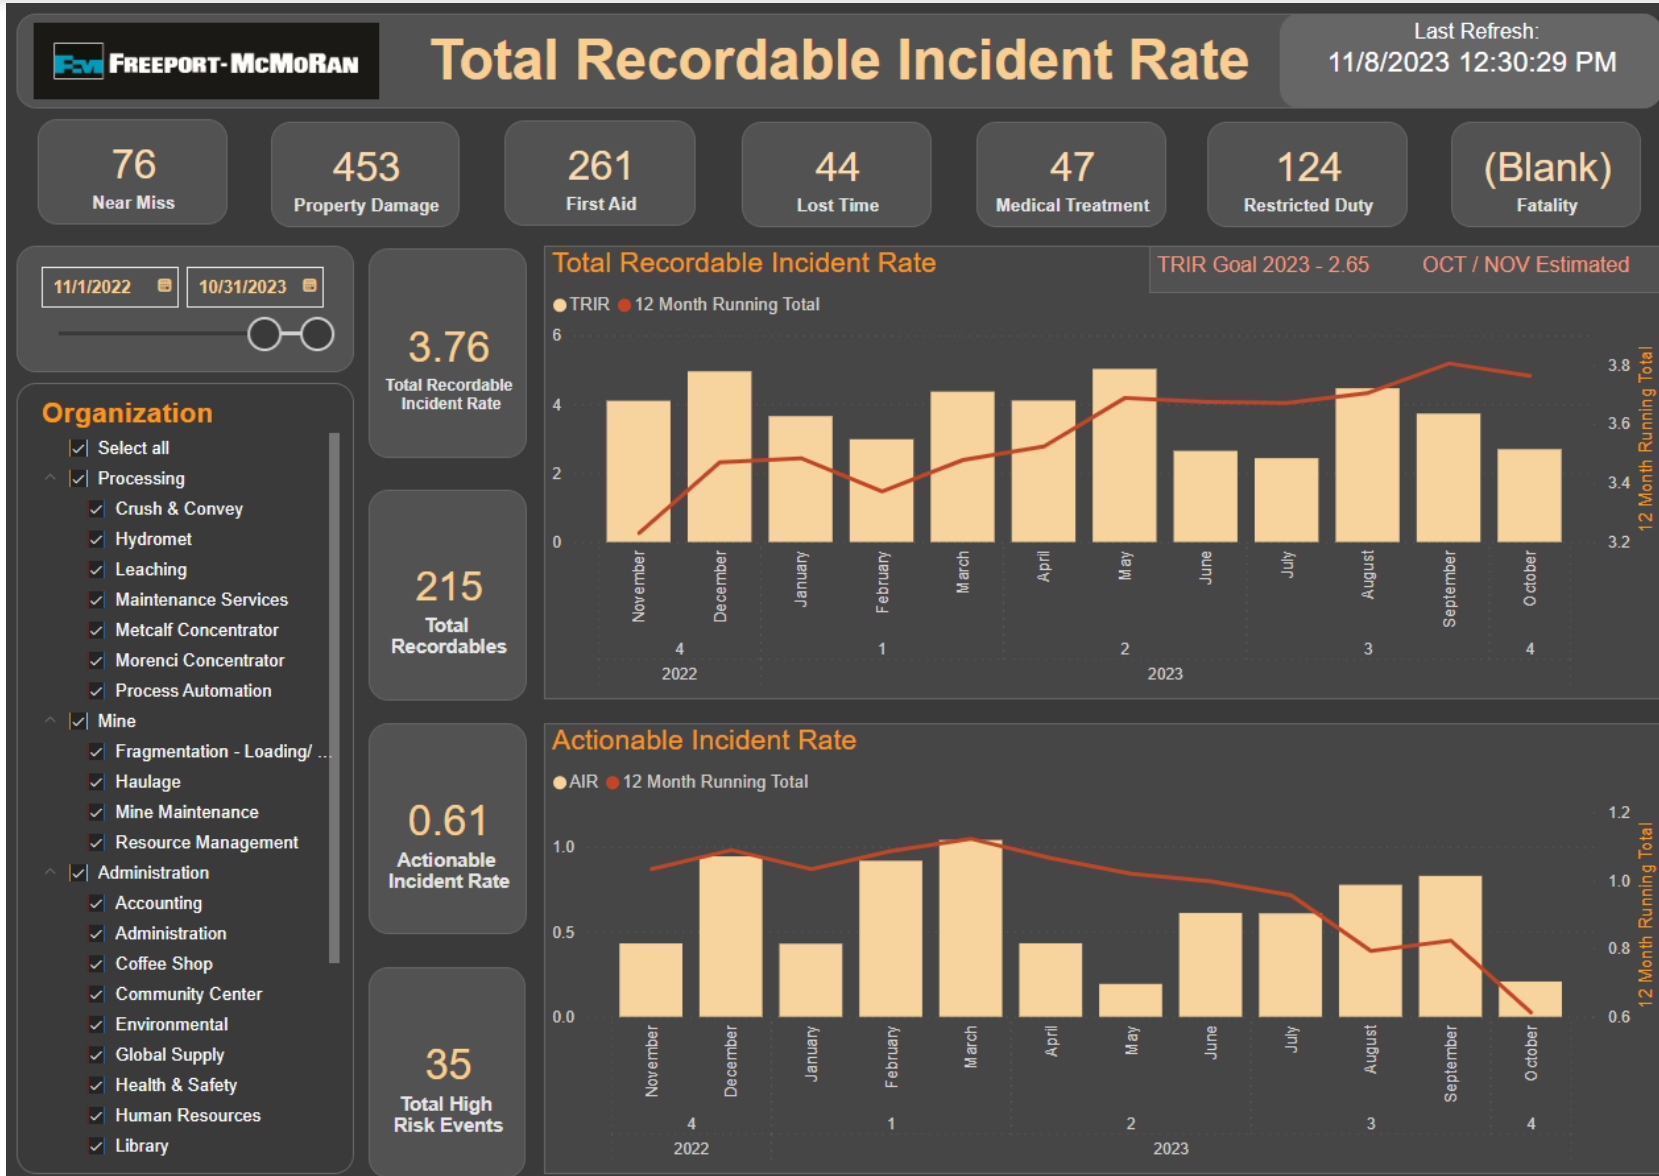 FMI FREEPORT-MCMORAN
Total Recordable Incident Rate
Last Refresh:
11/8/2023 12:30:29 PM
76
Near Miss
453
Property Damage
261
First Aid
44
Lost Time
47
Medical Treatment
124
Restricted Duty
(Blank)
Fatality
11/1/2022
10/31/2023
Organization
Select all
Processing
Crush & Convey
Hydromet
Leaching
Maintenance Services
Metcalf Concentrator
Morenci Concentrator
Process Automation
Mine
Fragmentation - Loading/ ...
Haulage
Mine Maintenance
Resource Management
Administration
Accounting
Administration
Coffee Shop
Community Center
Environmental
Global Supply
Health & Safety
Human Resources
Library
3.76
Total Recordable
Incident Rate
215
Total
Recordables
0.61
Actionable
Incident Rate
35
Total High
Risk Events
Total Recordable Incident Rate
TRIR Goal 2023 - 2.65 OCT / NOV Estimated
TRIR 12 Month Running Total
6
4
2
0
3.8
3.6
3.4
3.2
12 Month Running Total
November
December
January
February
March
April
May
June
July
August
September
October
4 1 2 3 4
2022 2023
Actionable Incident Rate
AIR 12 Month Running Total
1.0
0.5
0.0
1.2
1.0
0.8
0.6
12 Month Running Total
November
December
January
February
March
April
May
June
July
August
September
October
4 1 2 3 4
2022 2023